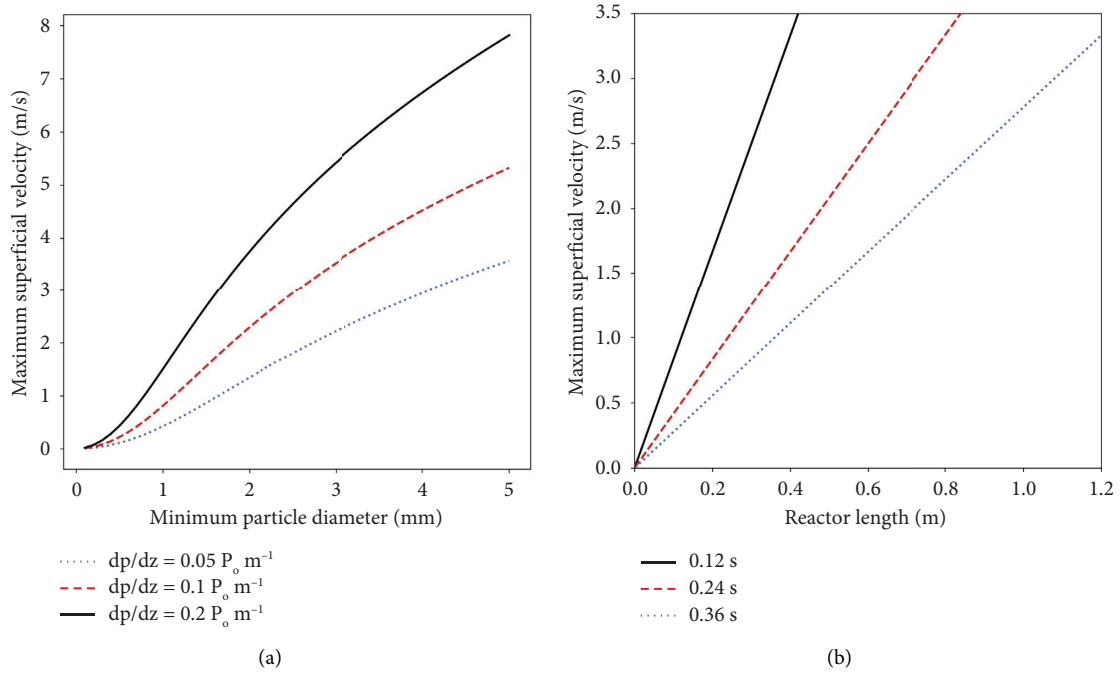 Maximum superficial velocity (m/s)
8
7
6
5
4
3
2
1
0
0 1 2 3 4 5
Minimum particle diameter (mm)
dp/dz = 0.05 Pₒ m⁻¹
dp/dz = 0.1 Pₒ m⁻¹
dp/dz = 0.2 Pₒ m⁻¹
(a)
Maximum superficial velocity (m/s)
3.5
3.0
2.5
2.0
1.5
1.0
0.5
0.0
0.0 0.2 0.4 0.6 0.8 1.0 1.2
Reactor length (m)
0.12 s
0.24 s
0.36 s
(b)